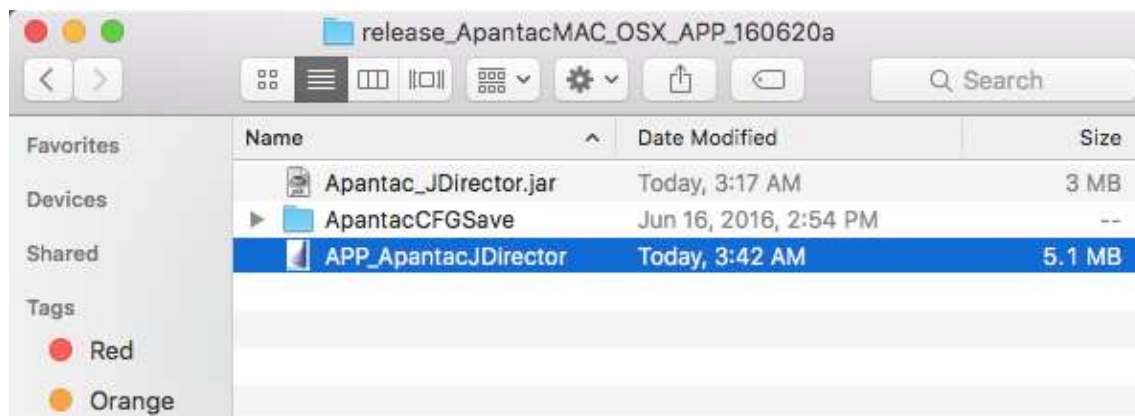 release_ApantacMAC_OSX_APP_160620a
Search
Favorites
Devices
Shared
Tags
Red
Orange
Name Date Modified Size
Apantac_JDirector.jar Today, 3:17 AM 3 MB
ApantacCFGSave Jun 16, 2016, 2:54 PM --
APP_ApantacJDirector Today, 3:42 AM 5.1 MB